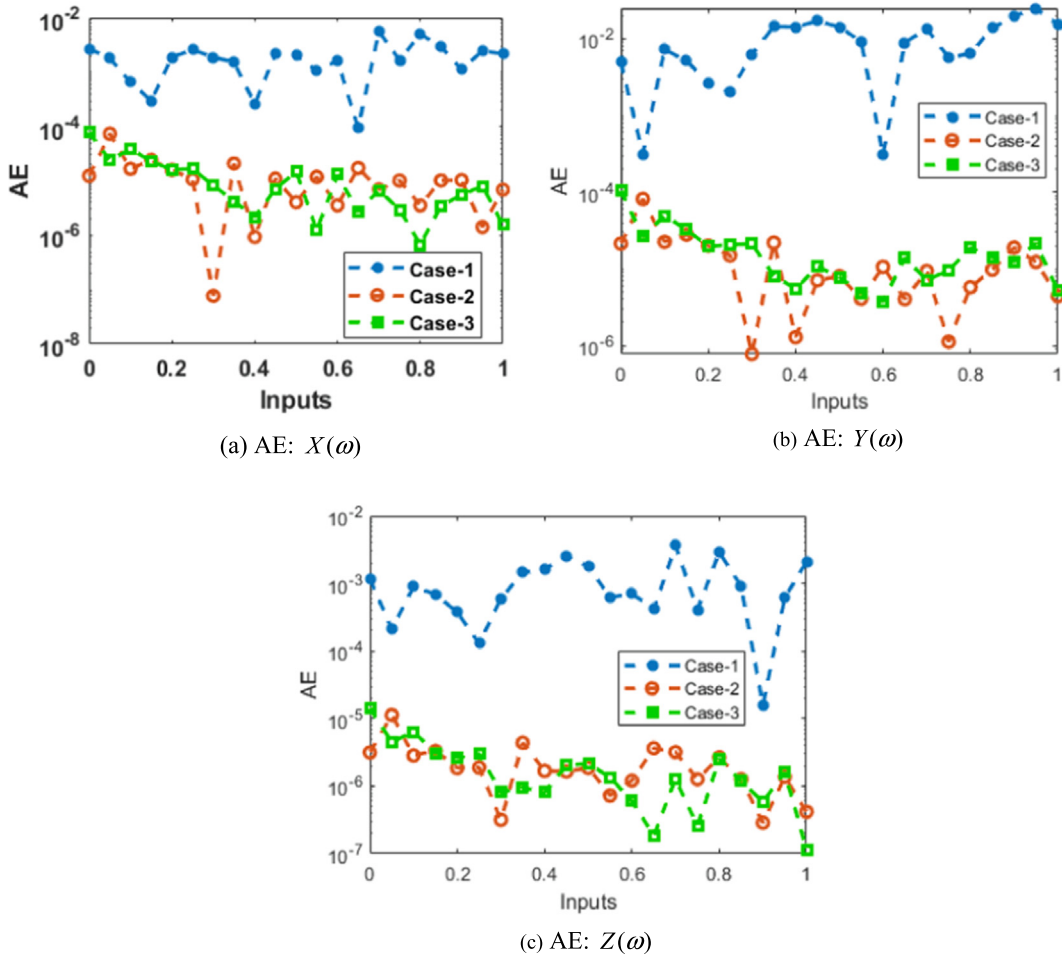 10^-2
10^-4
10^-6
10^-8
AE
Case-1
Case-2
Case-3
0 0.2 0.4 0.6 0.8 1
Inputs
(a) AE: X(ω)
10^-2
10^-4
10^-6
AE
Case-1
Case-2
Case-3
0 0.2 0.4 0.6 0.8 1
Inputs
(b) AE: Y(ω)
10^-2
10^-3
10^-4
10^-5
10^-6
10^-7
AE
Case-1
Case-2
Case-3
0 0.2 0.4 0.6 0.8 1
Inputs
(c) AE: Z(ω)